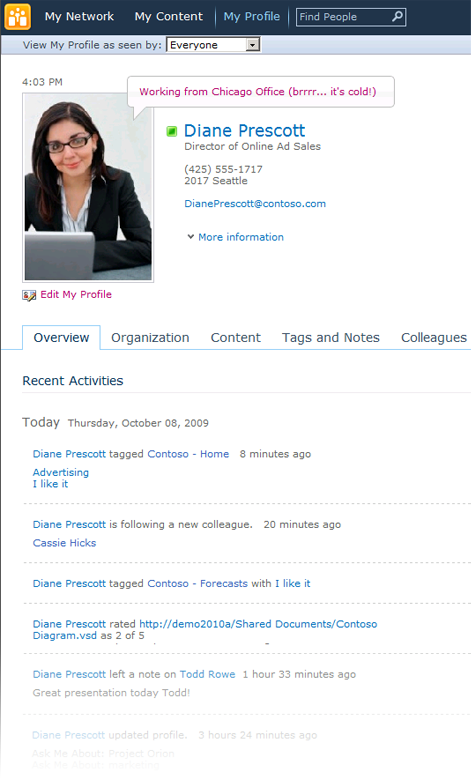 My Network My Content My Profile Find People
View My Profile as seen by: Everyone
4:03 PM
Working from Chicago Office (brrrr... it's cold!)
Diane Prescott
Director of Online Ad Sales
(425) 555-1717
2017 Seattle
DianePrescott@contoso.com
More information
Edit My Profile
Overview Organization Content Tags and Notes Colleagues
Recent Activities
Today Thursday, October 08, 2009
Diane Prescott tagged Contoso - Home 8 minutes ago
Advertising
I like it
Diane Prescott is following a new colleague. 20 minutes ago
Cassie Hicks
Diane Prescott tagged Contoso - Forecasts with I like it
Diane Prescott rated http://demo2010a/Shared Documents/Contoso
Diagram.vsd as 2 of 5
Diane Prescott left a note on Todd Rowe 1 hour 33 minutes ago
Great presentation today Todd!
Diane Prescott updated profile. 3 hours 24 minutes ago
Ask Me About: Project Orion
Ask Me About: marketing